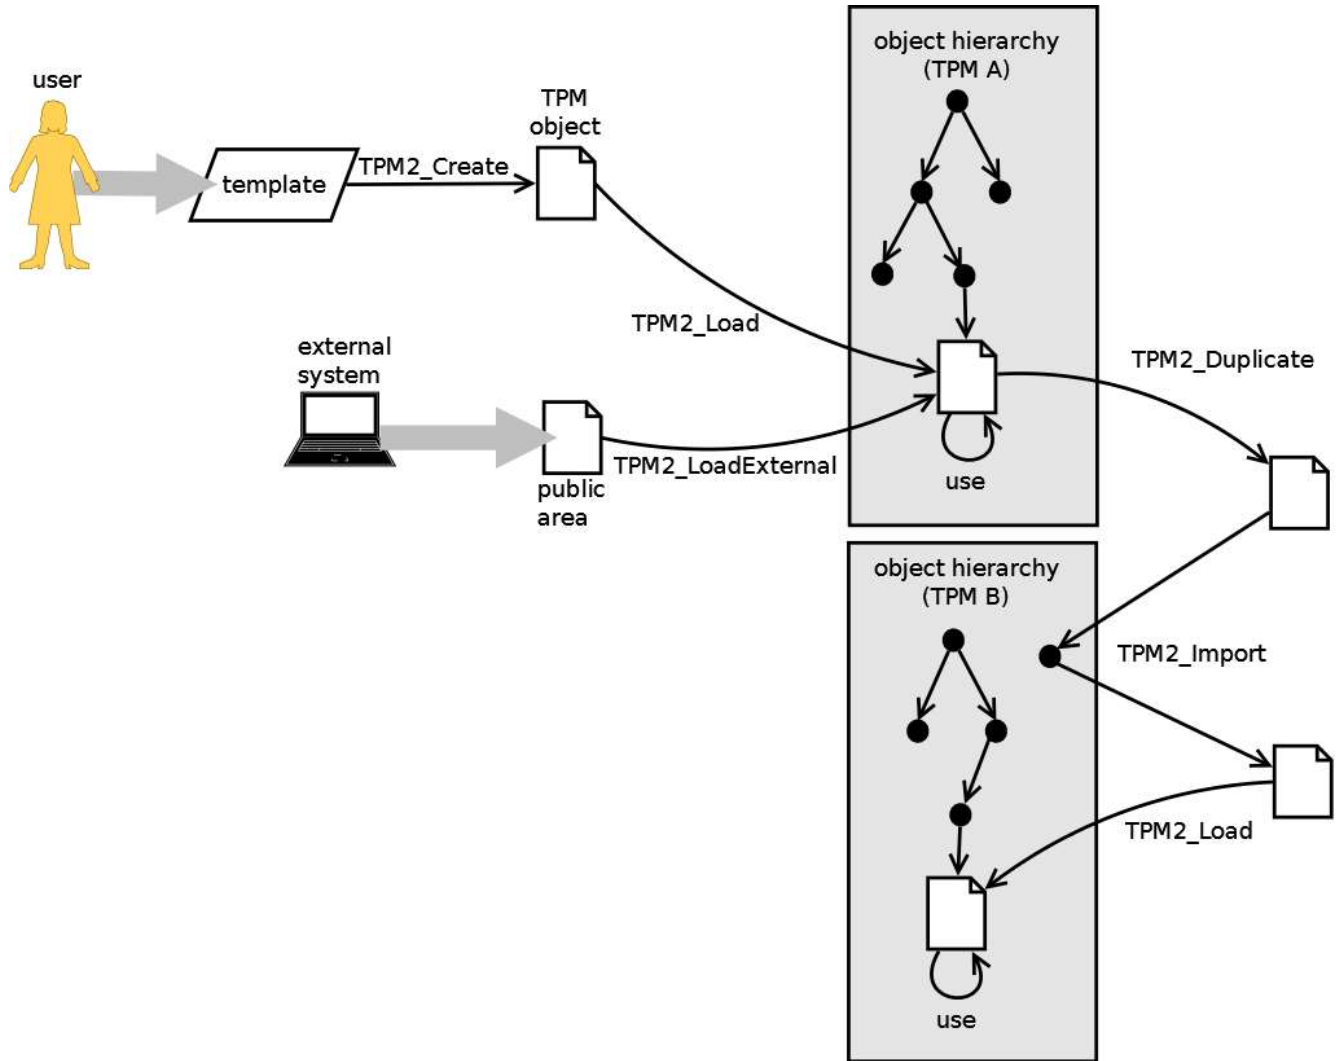 object hierarchy
(TPM A)
user
TPM
object
TPM2_Create
template
TPM2_Load
external
system
TPM2_Duplicate
TPM2_LoadExternal
use
public
area
object hierarchy
(TPM B)
TPM2_Import
TPM2_Load
use